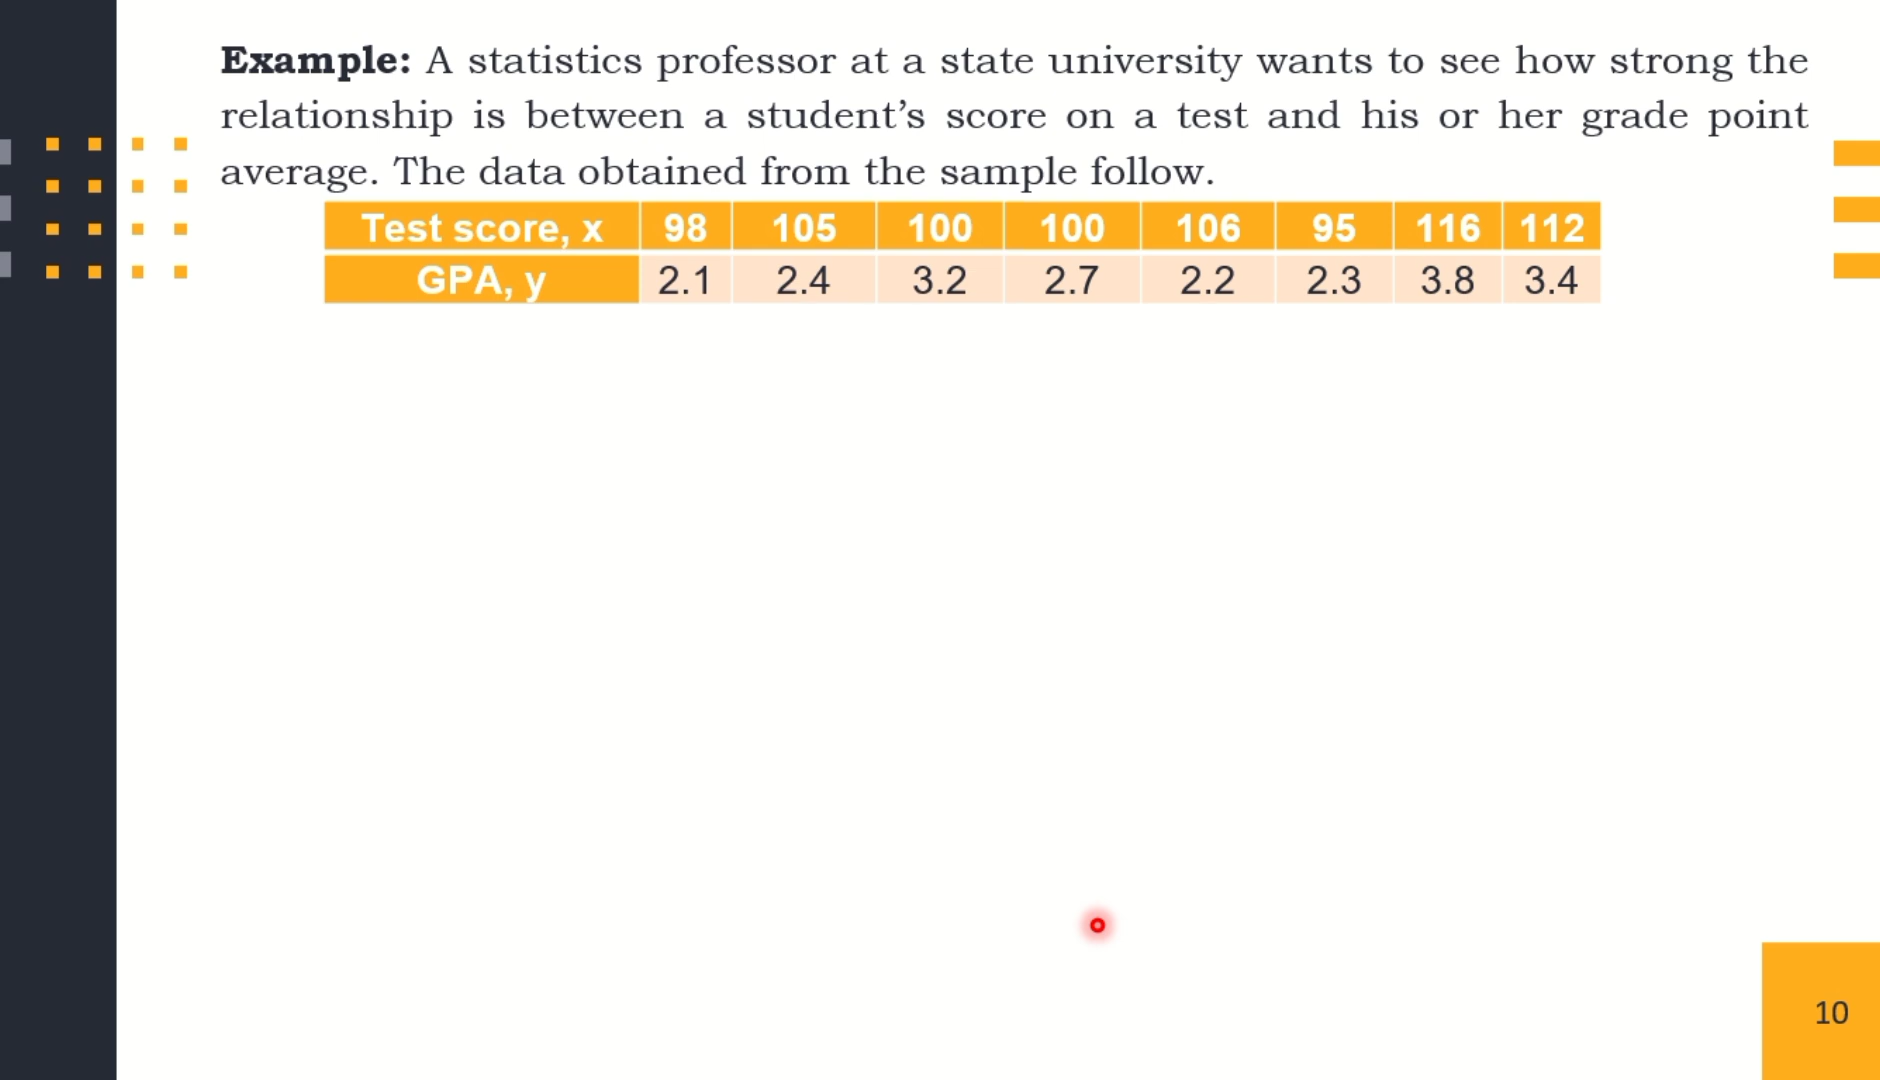 Example: A statistics professor at a state university wants to see how strong the
relationship is between a student’s score on a test and his or her grade point
average. The data obtained from the sample follow.
Test score, x 98 105 100 100 106 95 116 112
GPA, y 2.1 2.4 3.2 2.7 2.2 2.3 3.8 3.4
10